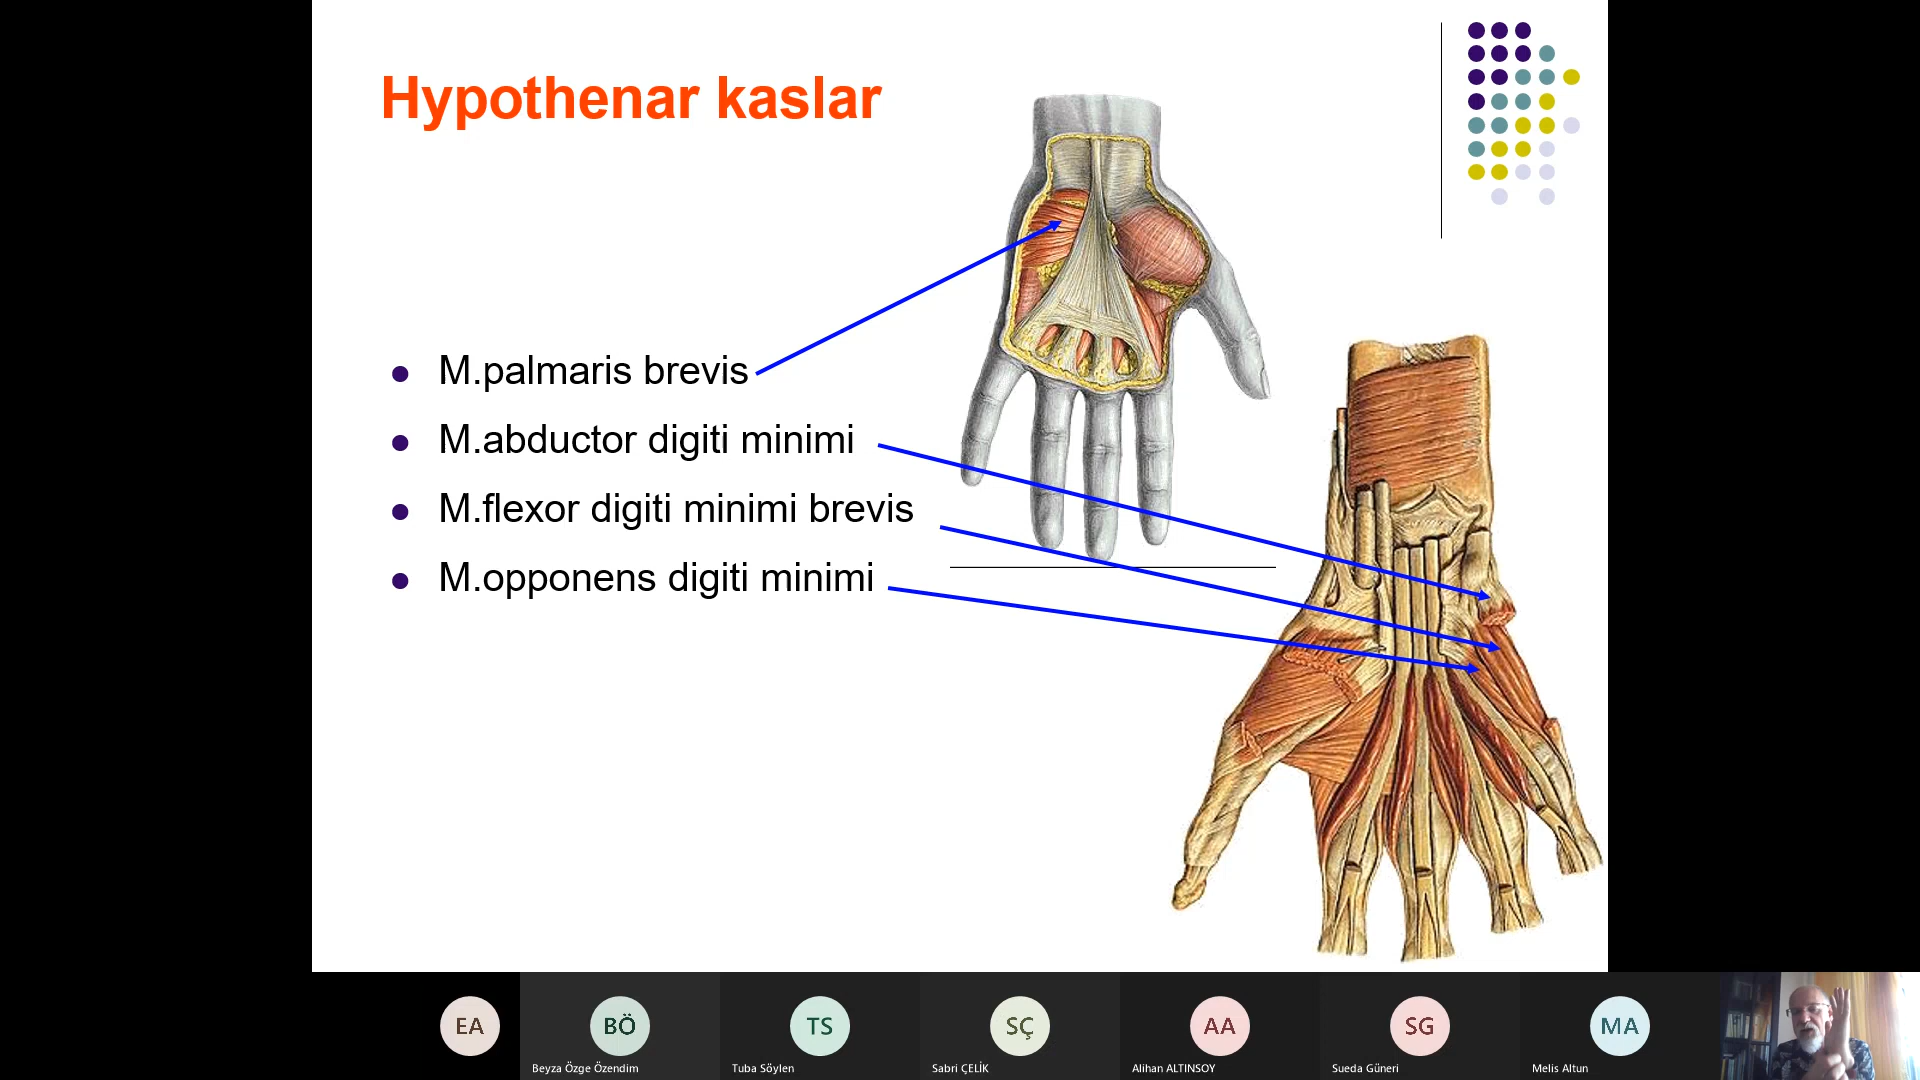 Hypothenar kaslar
M.palmaris brevis
M.abductor digiti minimi
M.flexor digiti minimi brevis
M.opponens digiti minimi
EA
BÖ
TS
SÇ
AA
SG
MA
Beyza Özge Özendim
Tuba Söylen
Sabri ÇELİK
Alihan ALTINSOY
Sueda Güneri
Melis Altun